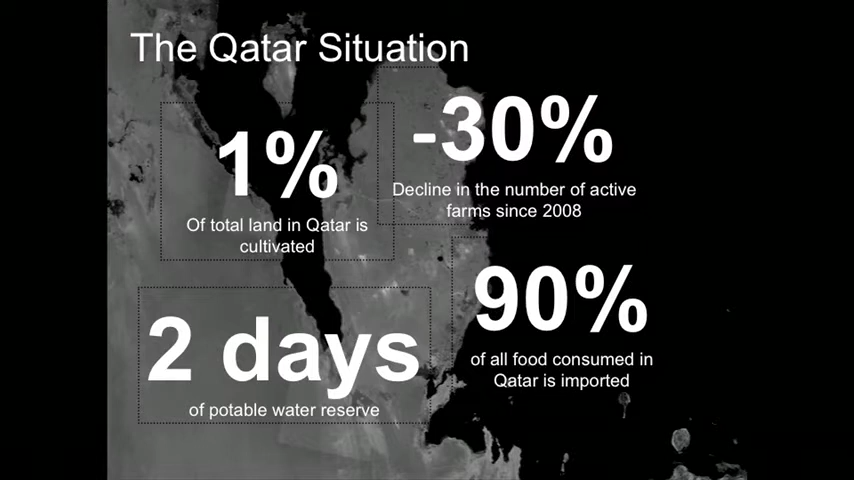 The Qatar Situation
1%
Of total land in Qatar is
cultivated
-30%
Decline in the number of active
farms since 2008
2 days
of potable water reserve
90%
of all food consumed in
Qatar is imported